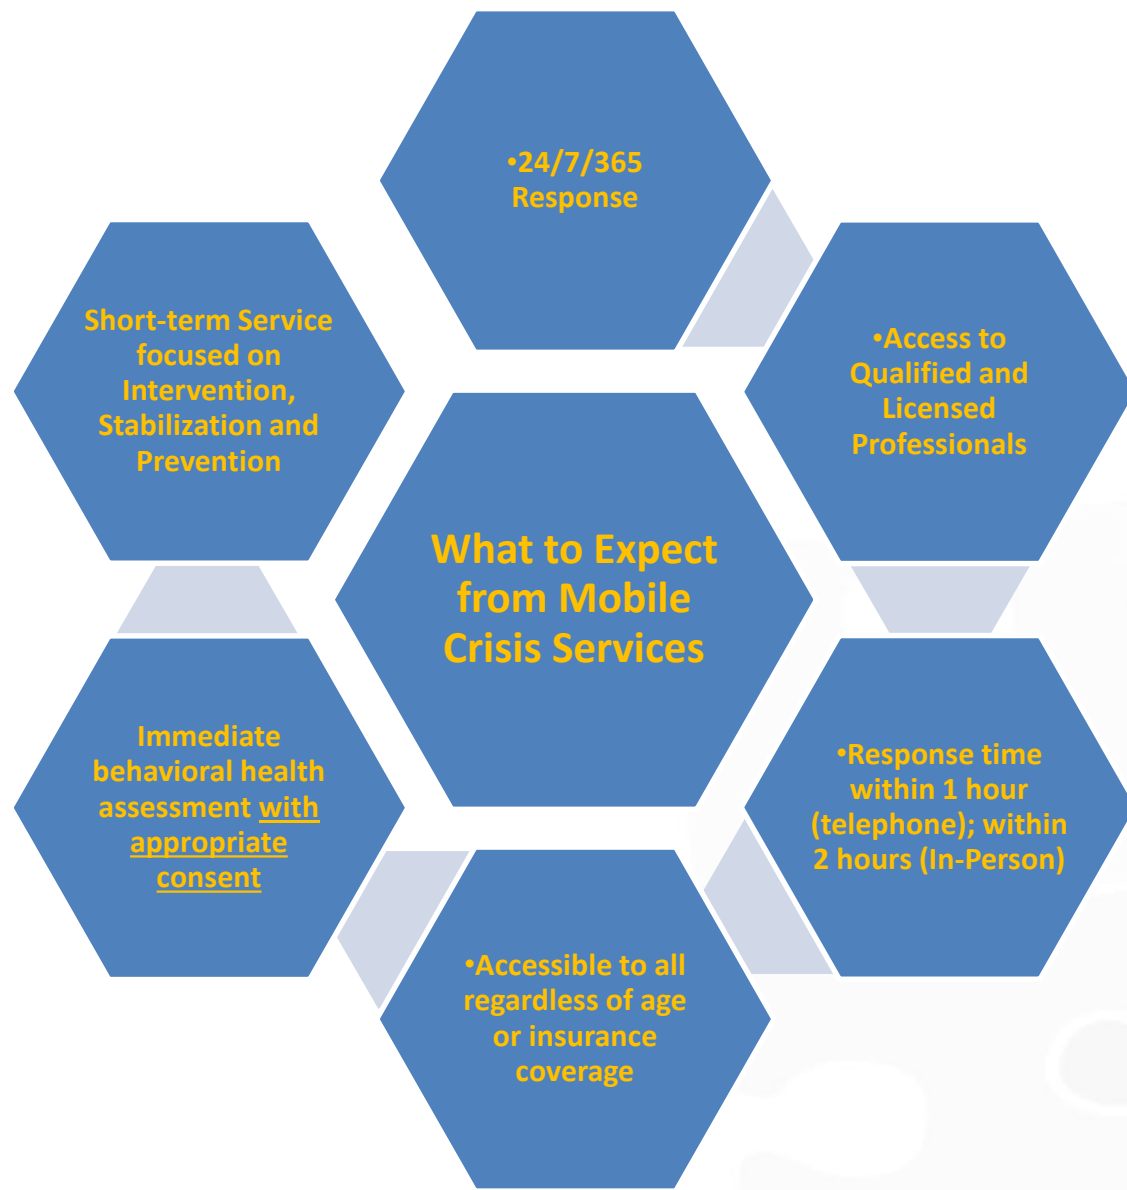 •24/7/365
Response
Short-term Service
focused on
Intervention,
Stabilization and
Prevention
•Access to
Qualified and
Licensed
Professionals
What to Expect
from Mobile
Crisis Services
Immediate
behavioral health
assessment with
appropriate
consent
•Response time
within 1 hour
(telephone); within
2 hours (In-Person)
•Accessible to all
regardless of age
or insurance
coverage